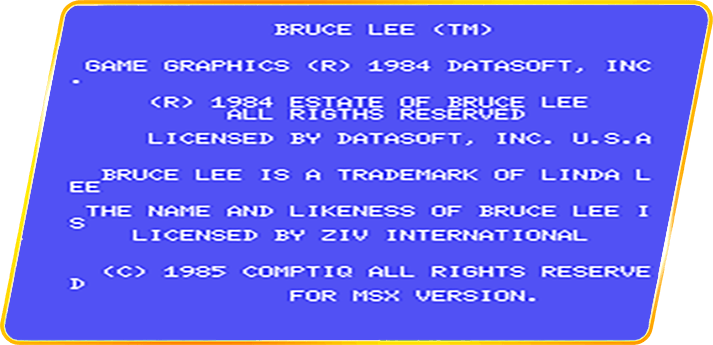 BRUCE LEE (TM)
GAME GRAPHICS (R) 1984 DATASOFT, INC
.
(R) 1984 ESTATE OF BRUCE LEE
ALL RIGTHS RESERVED
LICENSED BY DATASOFT, INC. U.S.A
BRUCE LEE IS A TRADEMARK OF LINDA L
EE
THE NAME AND LIKENESS OF BRUCE LEE I
S
LICENSED BY ZIV INTERNATIONAL
(C) 1985 COMPTIQ ALL RIGHTS RESERVE
D
FOR MSX VERSION.